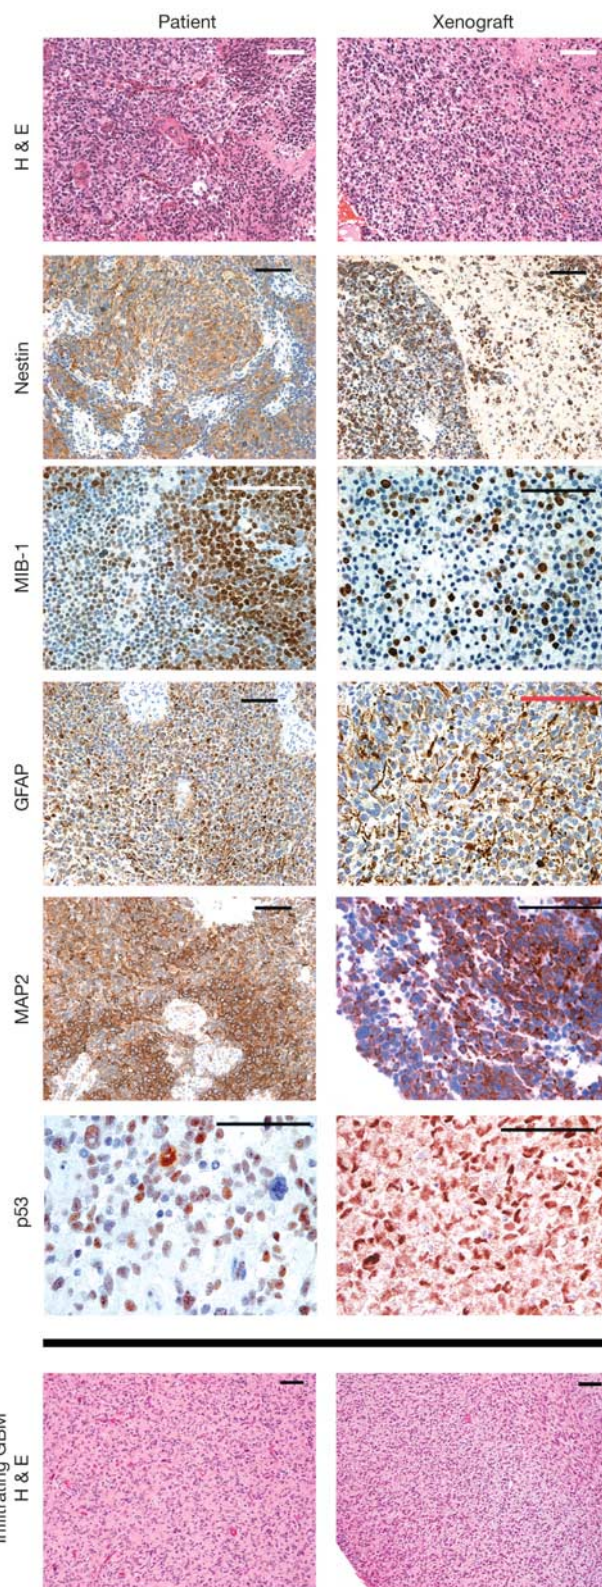 Patient
Xenograft
H & E
Nestin
MIB-1
GFAP
MAP2
p53
Infiltrating GBM
H & E